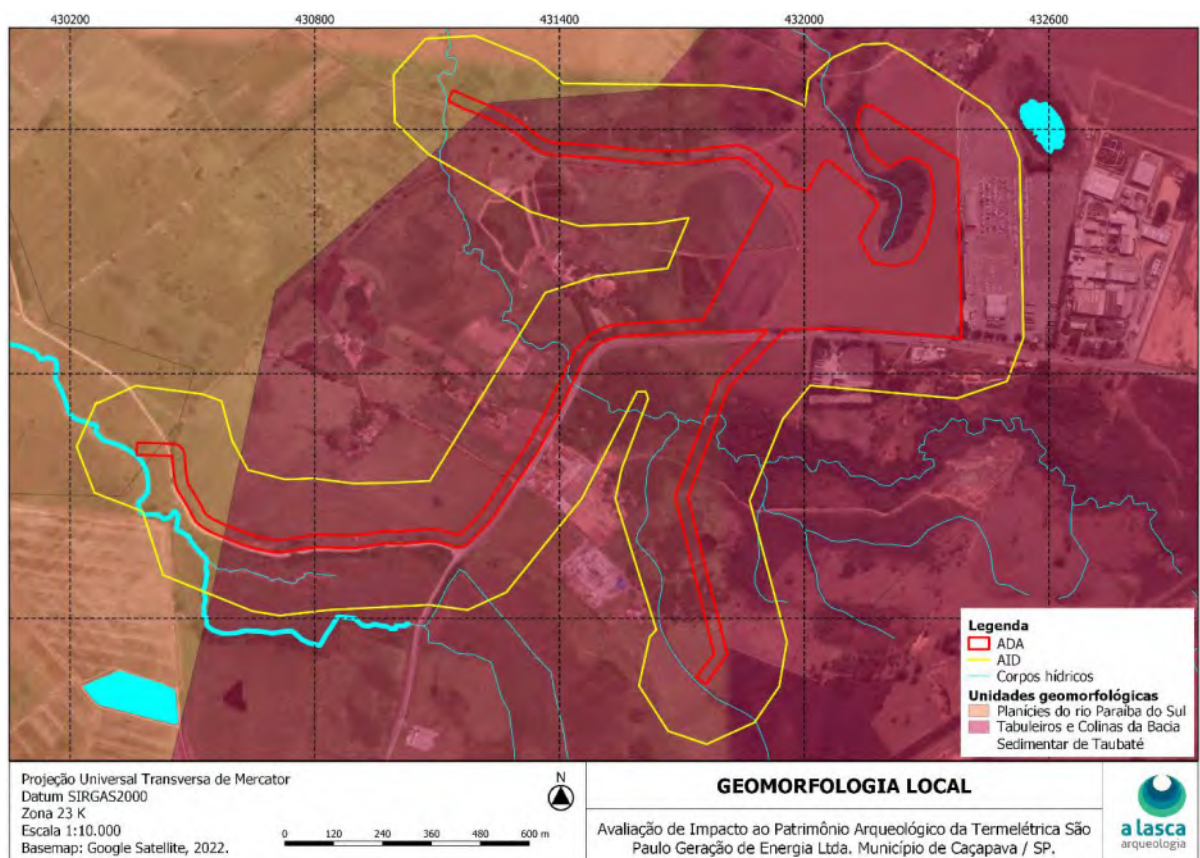 430200 430800 431400 432000 432600
Legenda
ADA
AID
Corpos hídricos
Unidades geomorfológicas
Planícies do rio Paraíba do Sul
Tabuleiros e Colinas da Bacia
Sedimentar de Taubaté
Projeção Universal Transversa de Mercator
Datum SIRGAS2000
Zona 23 K
Escala 1:10.000
Basemap: Google Satellite, 2022.
N
0 120 240 360 480 600 m
GEOMORFOLOGIA LOCAL
Avaliação de Impacto ao Patrimônio Arqueológico da Termelétrica São
Paulo Geração de Energia Ltda. Município de Caçapava / SP.
a lasca
arqueologia